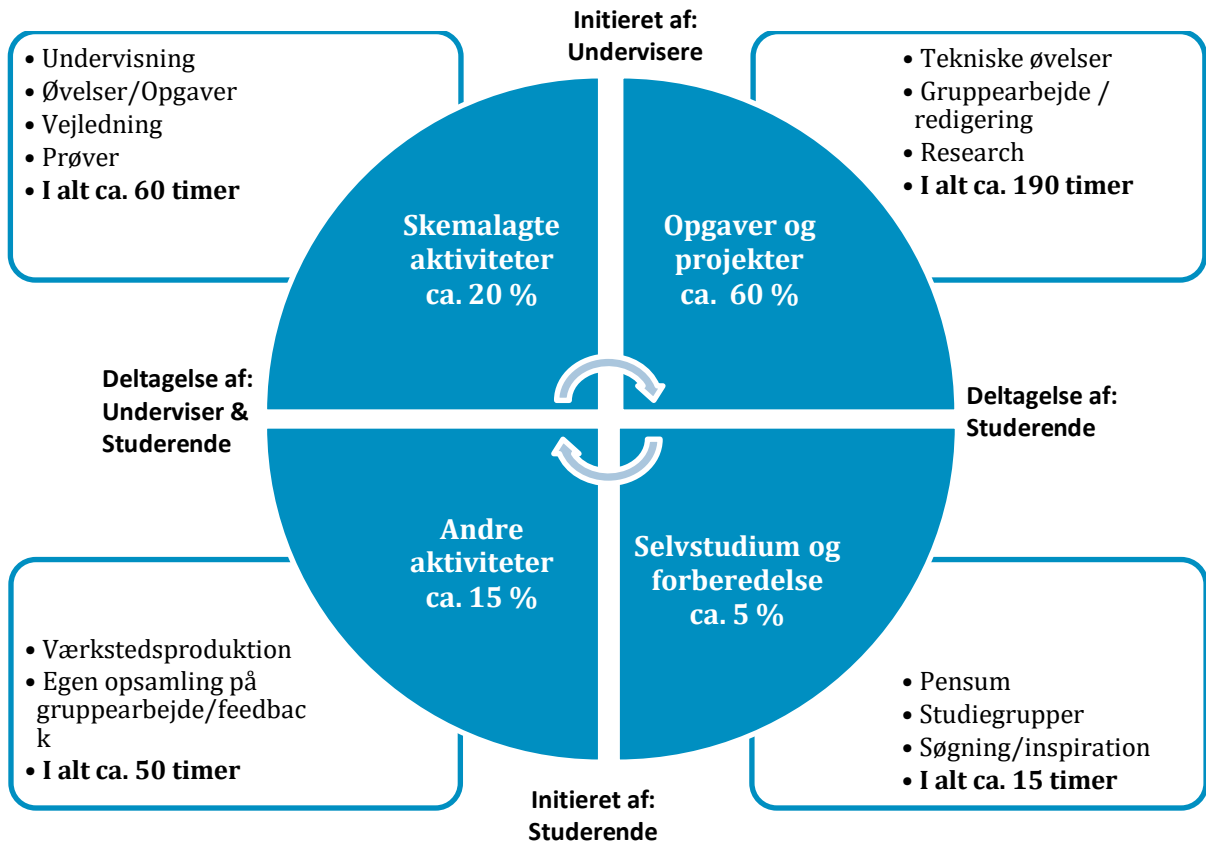 Initieret af:
Undervisere
• Undervisning
• Øvelser/Opgaver
• Vejledning
• Prøver
• I alt ca. 60 timer
• Tekniske øvelser
• Gruppearbejde /
redigering
• Research
• I alt ca. 190 timer
Skemalagte
aktiviteter
ca. 20 %
Opgaver og
projekter
ca.  60 %
Deltagelse af:
Underviser &
Studerende
Deltagelse af:
Studerende
Andre
aktiviteter
ca. 15 %
Selvstudium og
forberedelse
ca. 5 %
• Værkstedsproduktion
• Egen opsamling på
gruppearbejde/feedbac
k
• I alt ca. 50 timer
• Pensum
• Studiegrupper
• Søgning/inspiration
• I alt ca. 15 timer
Initieret af:
Studerende